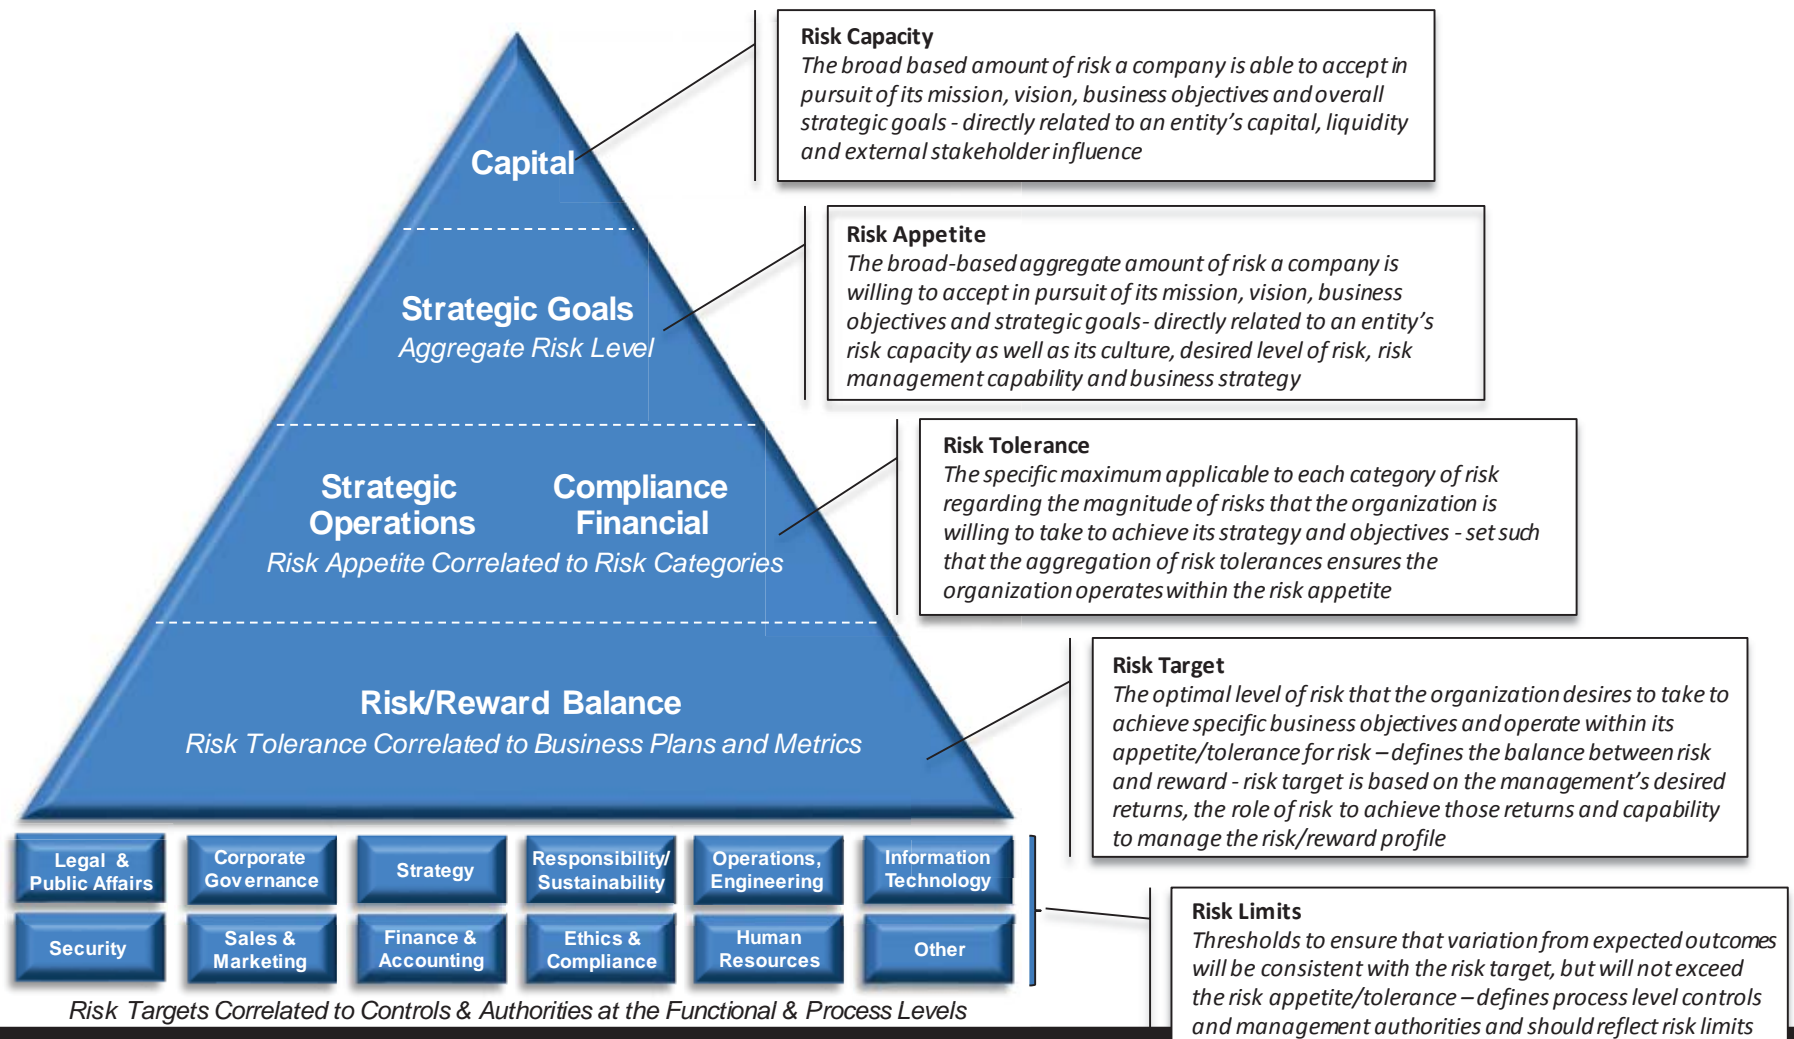 Capital
Strategic Goals
Aggregate Risk Level
Strategic
Operations
Compliance
Financial
Risk Appetite Correlated to Risk Categories
Risk/Reward Balance
Risk Tolerance Correlated to Business Plans and Metrics
Legal &
Public Affairs
Corporate
Governance
Strategy
Responsibility/
Sustainability
Operations,
Engineering
Information
Technology
Security
Sales &
Marketing
Finance &
Accounting
Ethics &
Compliance
Human
Resources
Other
Risk Targets Correlated to Controls & Authorities at the Functional & Process Levels
Risk Capacity
The broad based amount of risk a company is able to accept in
pursuit of its mission, vision, business objectives and overall
strategic goals - directly related to an entity's capital, liquidity
and external stakeholder influence
Risk Appetite
The broad-based aggregate amount of risk a company is
willing to accept in pursuit of its mission, vision, business
objectives and strategic goals- directly related to an entity's
risk capacity as well as its culture, desired level of risk, risk
management capability and business strategy
Risk Tolerance
The specific maximum applicable to each category of risk
regarding the magnitude of risks that the organization is
willing to take to achieve its strategy and objectives - set such
that the aggregation of risk tolerances ensures the
organization operates within the risk appetite
Risk Target
The optimal level of risk that the organization desires to take to
achieve specific business objectives and operate within its
appetite/tolerance for risk – defines the balance between risk
and reward - risk target is based on the management's desired
returns, the role of risk to achieve those returns and capability
to manage the risk/reward profile
Risk Limits
Thresholds to ensure that variation from expected outcomes
will be consistent with the risk target, but will not exceed
the risk appetite/tolerance – defines process level controls
and management authorities and should reflect risk limits